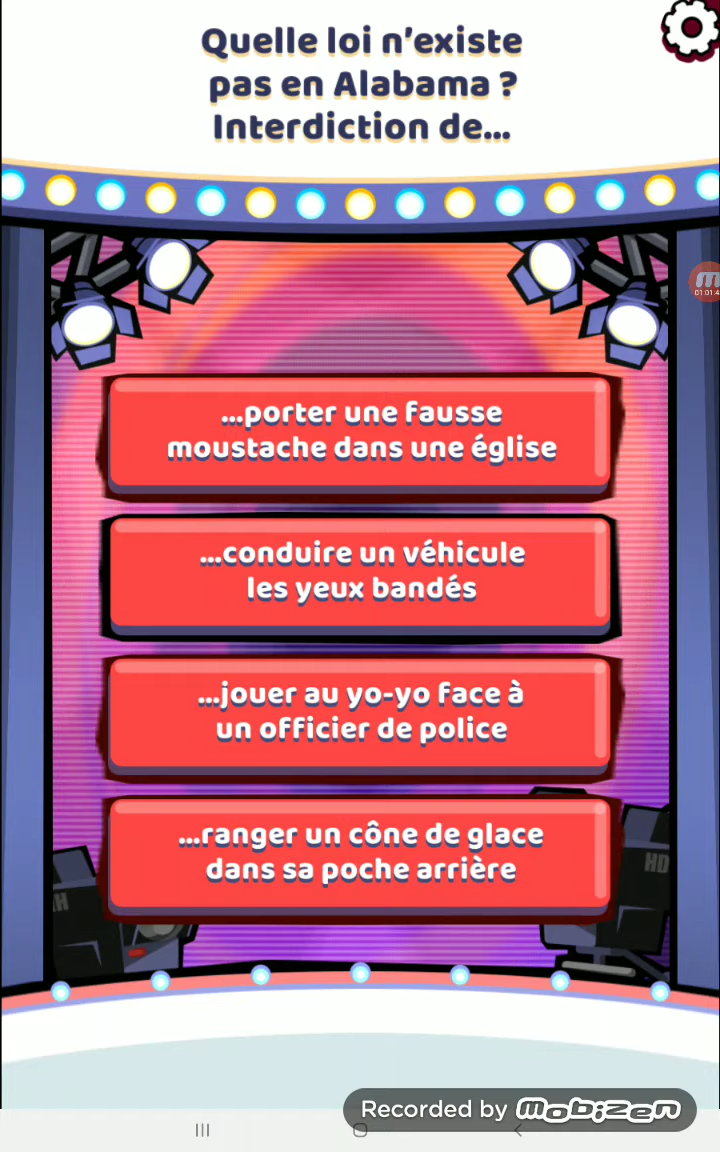 Quelle loi n'existe
pas en Alabama ?
Interdiction de...
...porter une fausse
moustache dans une église
...conduire un véhicule
les yeux bandés
...jouer au yo-yo face à
un officier de police
...ranger un cône de glace
dans sa poche arrière
HD
Recorded by mobizen